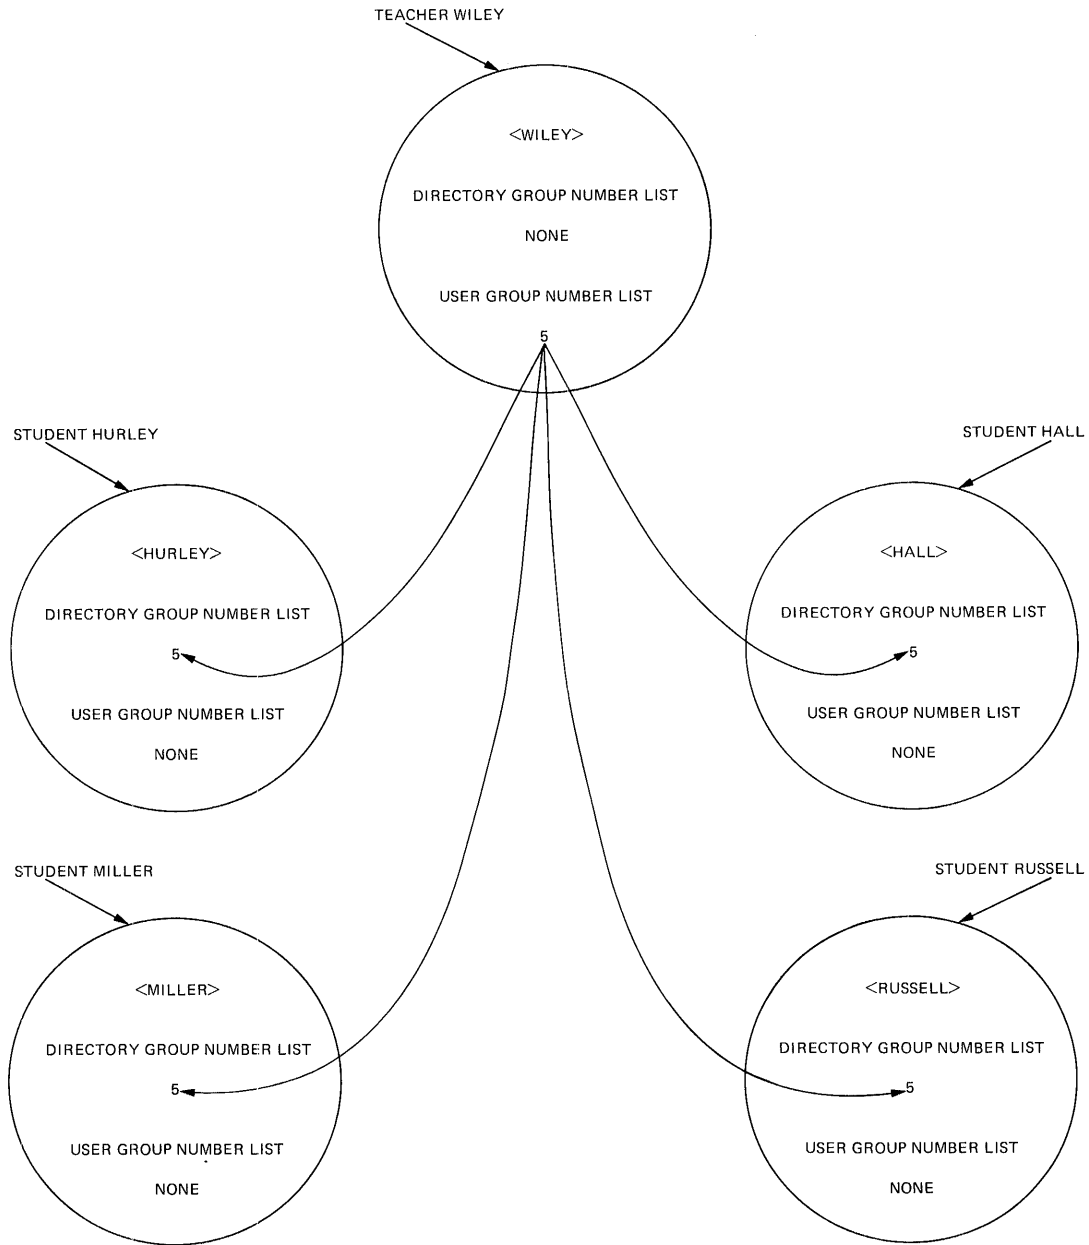 TEACHER WILEY
<WILEY>
DIRECTORY GROUP NUMBER LIST
NONE
USER GROUP NUMBER LIST
5
STUDENT HURLEY
<HURLEY>
DIRECTORY GROUP NUMBER LIST
5
USER GROUP NUMBER LIST
NONE
STUDENT HALL
<HALL>
DIRECTORY GROUP NUMBER LIST
5
USER GROUP NUMBER LIST
NONE
STUDENT MILLER
<MILLER>
DIRECTORY GROUP NUMBER LIST
5
USER GROUP NUMBER LIST
NONE
STUDENT RUSSELL
<RUSSELL>
DIRECTORY GROUP NUMBER LIST
5
USER GROUP NUMBER LIST
NONE